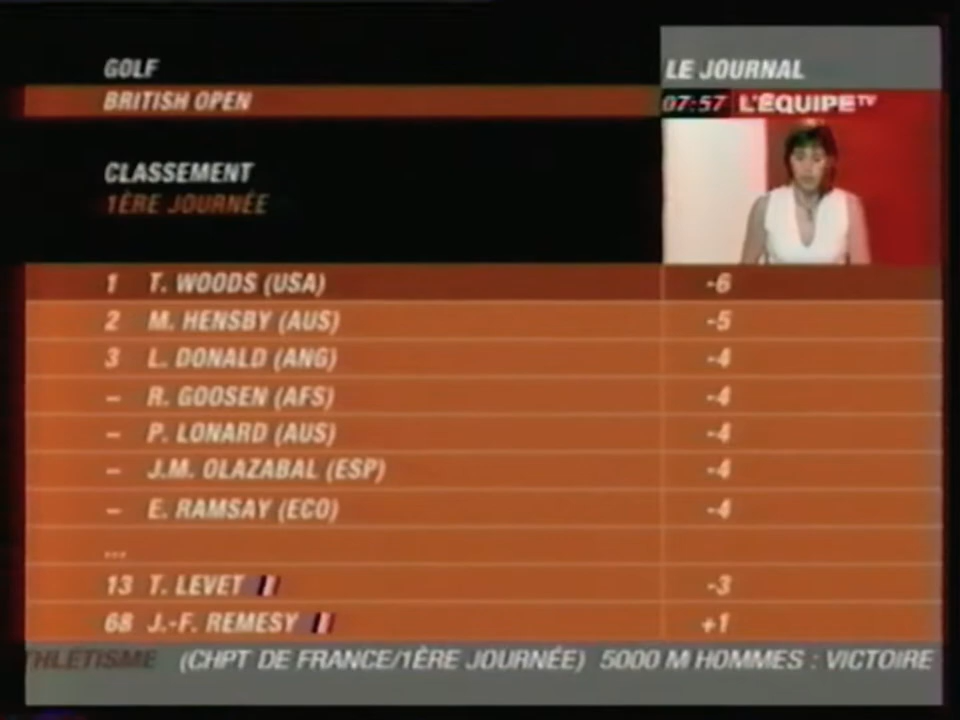 GOLF
LE JOURNAL
BRITISH OPEN
07:57 L'ÉQUIPE TV
CLASSEMENT
1ÈRE JOURNÉE
1 T. WOODS (USA) -6
2 M. HENSBY (AUS) -5
3 L. DONALD (ANG) -4
– R. GOOSEN (AFS) -4
– P. LONARD (AUS) -4
– J.M. OLAZABAL (ESP) -4
– E. RAMSAY (ECO) -4
...
13 T. LEVET -3
68 J.-F. REMESY +1
THLETISME (CHPT DE FRANCE/1ÈRE JOURNÉE) 5000 M HOMMES : VICTOIRE